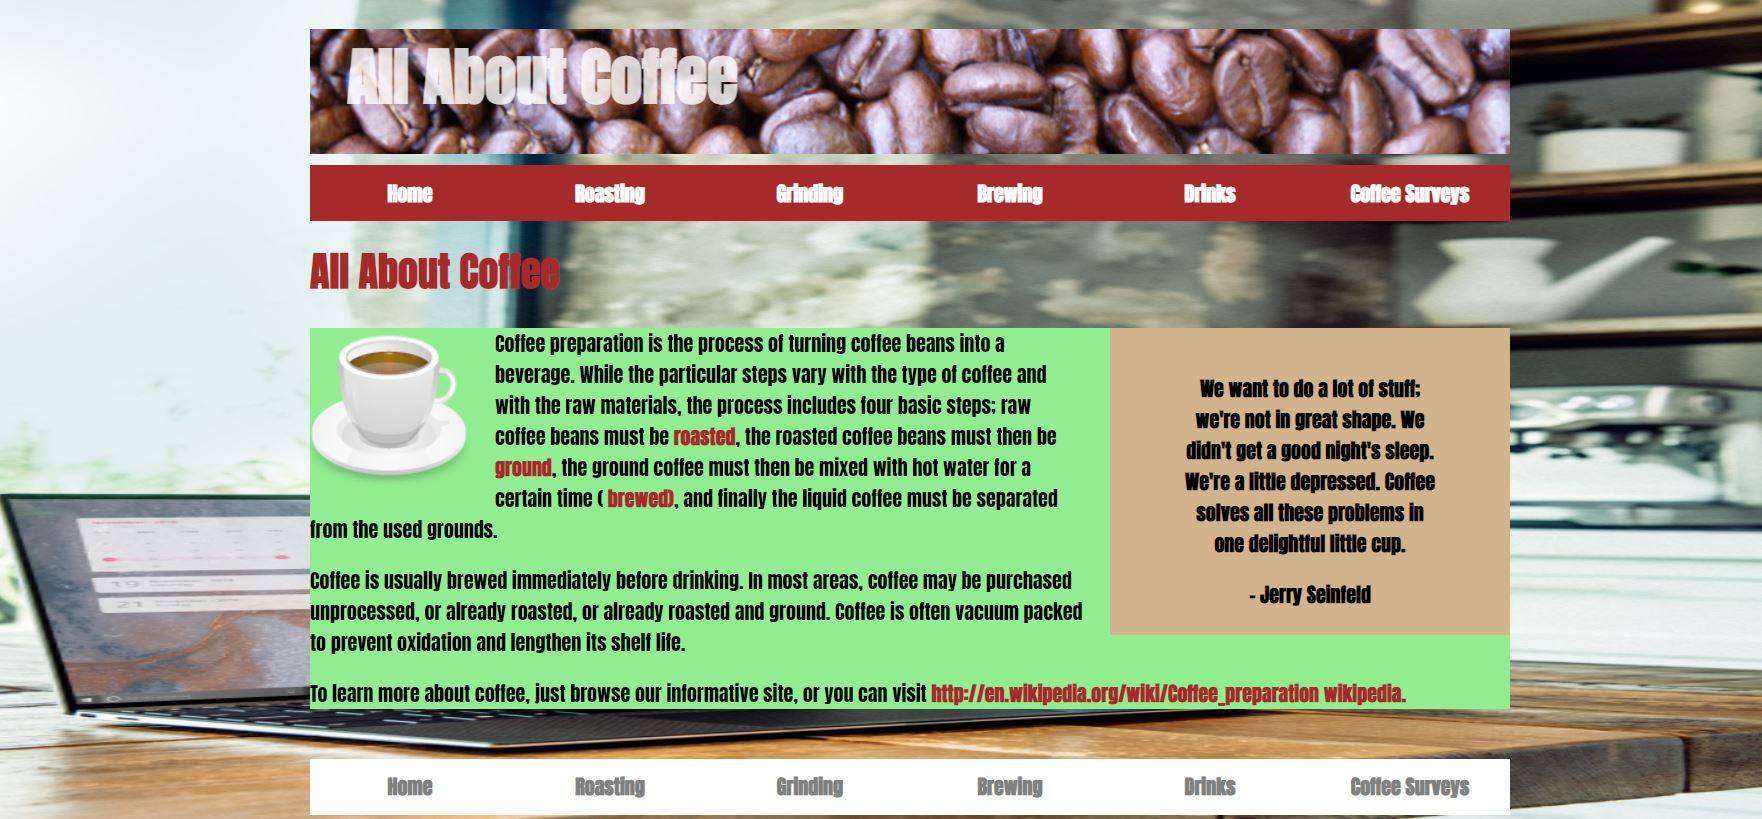 All About Coffee
Home Roasting Grinding Brewing Drinks Coffee Surveys
All About Coffee
Coffee preparation is the process of turning coffee beans into a
beverage. While the particular steps vary with the type of coffee and
with the raw materials, the process includes four basic steps; raw
coffee beans must be roasted, the roasted coffee beans must then be
ground, the ground coffee must then be mixed with hot water for a
certain time ( brewed), and finally the liquid coffee must be separated
from the used grounds.
Coffee is usually brewed immediately before drinking. In most areas, coffee may be purchased
unprocessed, or already roasted, or already roasted and ground. Coffee is often vacuum packed
to prevent oxidation and lengthen its shelf life.
To learn more about coffee, just browse our informative site, or you can visit http://en.wikipedia.org/wiki/Coffee_preparation wikipedia.
We want to do a lot of stuff;
we're not in great shape. We
didn't get a good night's sleep.
We're a little depressed. Coffee
solves all these problems in
one delightful little cup.
- Jerry Seinfeld
19
21
Home Roasting Grinding Brewing Drinks Coffee Surveys